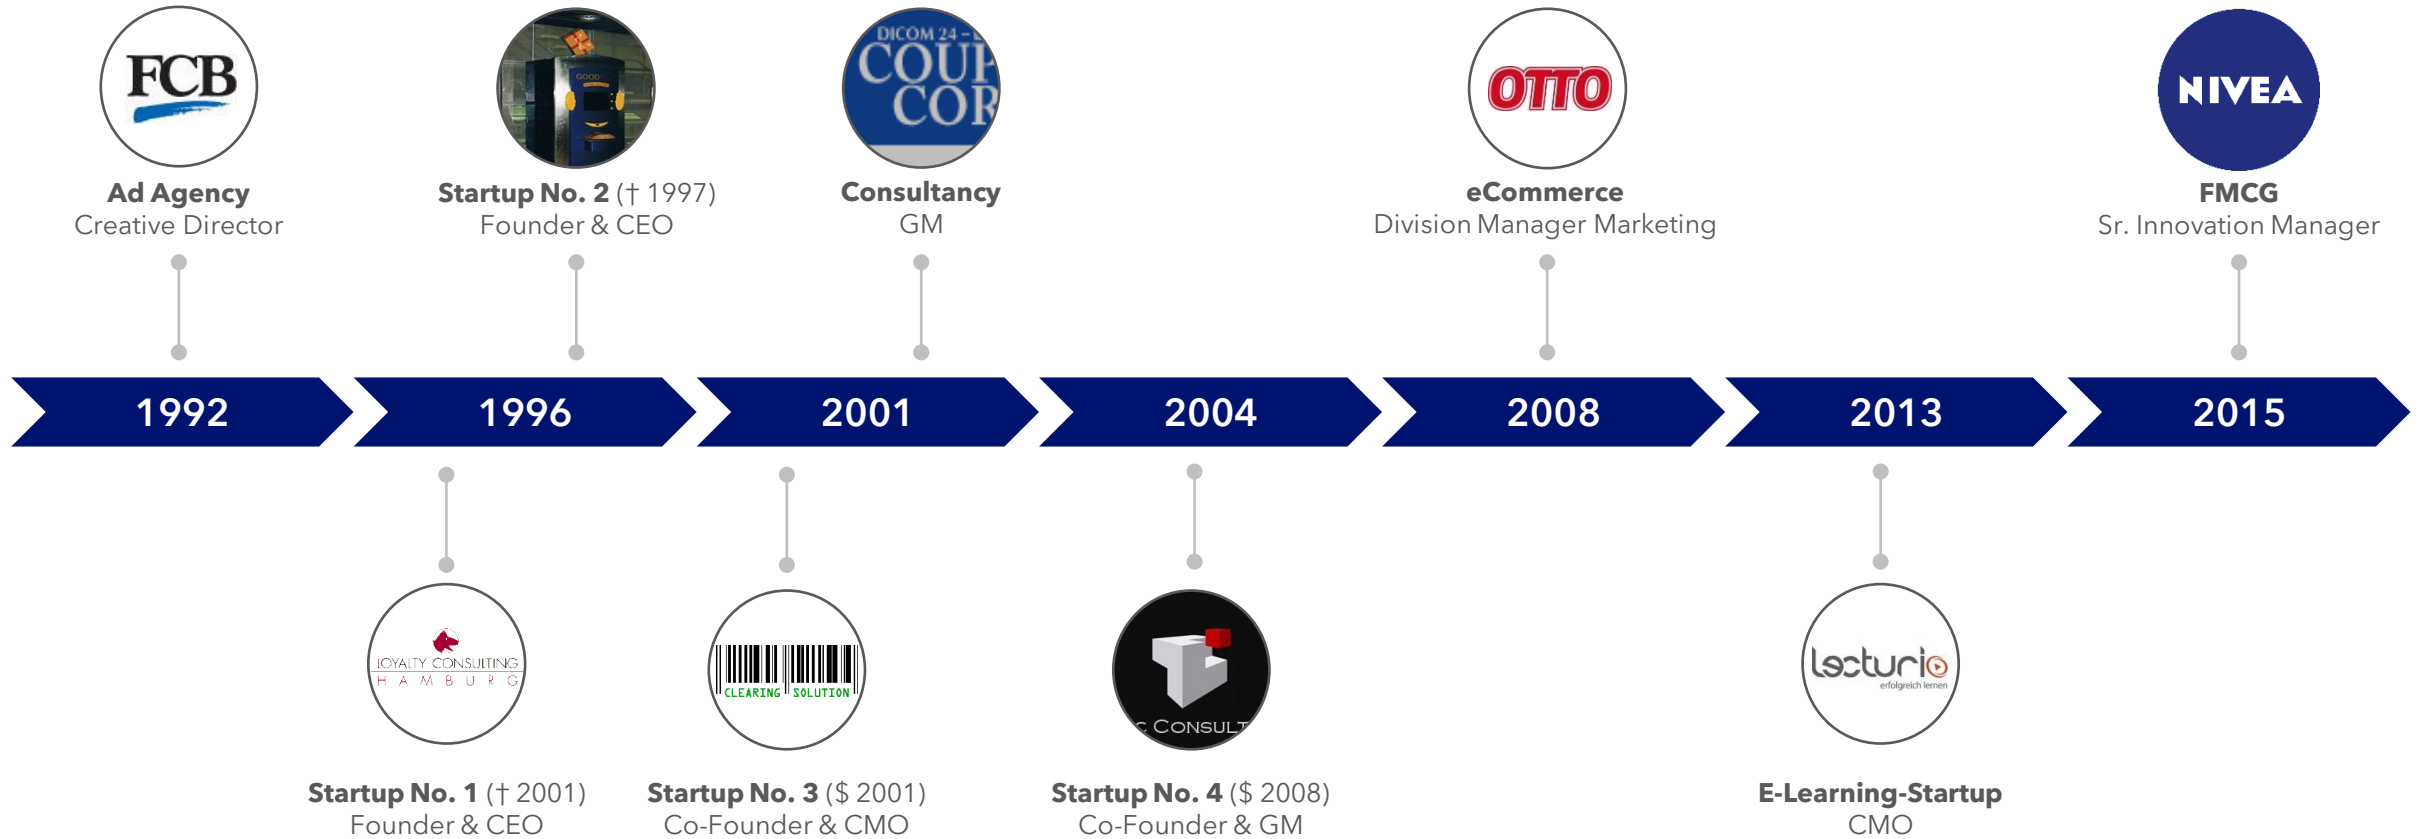 FCB
Ad Agency
Creative Director
GOOD
Startup No. 2 († 1997)
Founder & CEO
DICOM 24 –
COUP
COR
Consultancy
GM
OTTO
eCommerce
Division Manager Marketing
NIVEA
FMCG
Sr. Innovation Manager
1992
1996
2001
2004
2008
2013
2015
LOYALTY CONSULTING
HAMBURG
Startup No. 1 († 2001)
Founder & CEO
CLEARING SOLUTION
Startup No. 3 ($ 2001)
Co-Founder & CMO
C CONSULT
Startup No. 4 ($ 2008)
Co-Founder & GM
lecturio
erfolgreich lernen
E-Learning-Startup
CMO